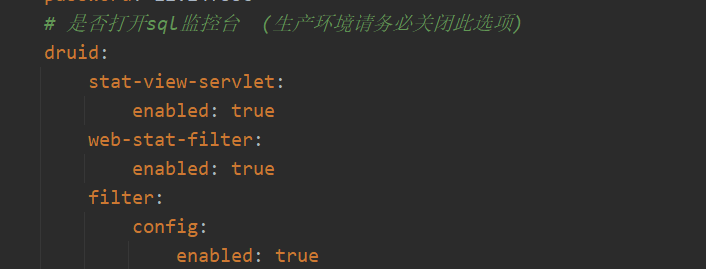 # 是否打开sql监控台 (生产环境请务必关闭此选项)
druid:
stat-view-servlet:
enabled: true
web-stat-filter:
enabled: true
filter:
config:
enabled: true